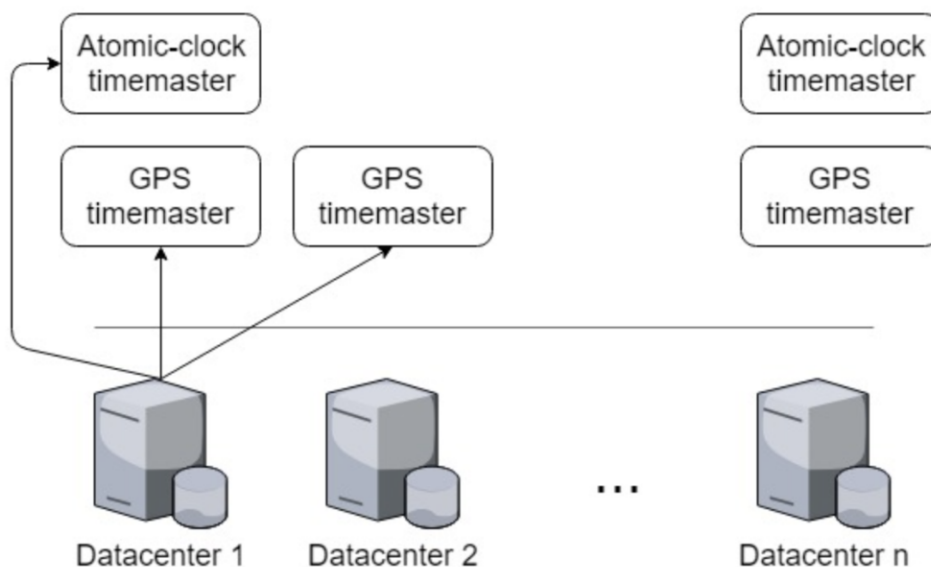 Atomic-clock
timemaster
Atomic-clock
timemaster
GPS
timemaster
GPS
timemaster
GPS
timemaster
...
Datacenter 1
Datacenter 2
Datacenter n